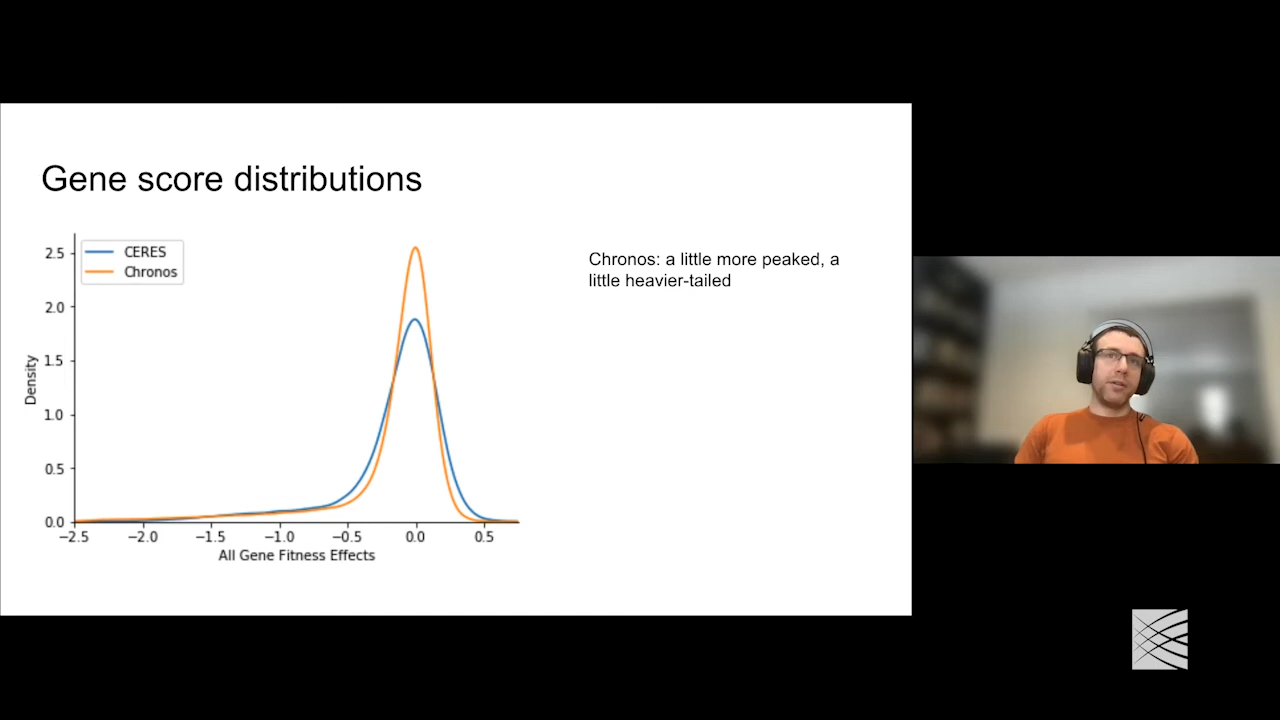 Gene score distributions
CERES
Chronos
Chronos: a little more peaked, a
little heavier-tailed
2.5
2.0
1.5
1.0
0.5
0.0
Density
−2.5 −2.0 −1.5 −1.0 −0.5 0.0 0.5
All Gene Fitness Effects